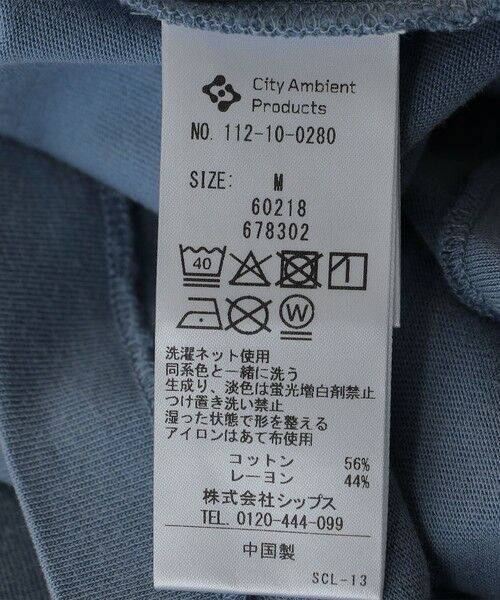 City Ambient
Products
NO. 112-10-0280
SIZE: M
60218
678302
40
W
洗濯ネット使用
同系色と一緒に洗う
生成り、淡色は蛍光増白剤禁止
つけ置き洗い禁止
湿った状態で形を整える
アイロンはあて布使用
コットン 56%
レーヨン 44%
株式会社シップス
TEL. 0120-444-099
中国製
SCL-13